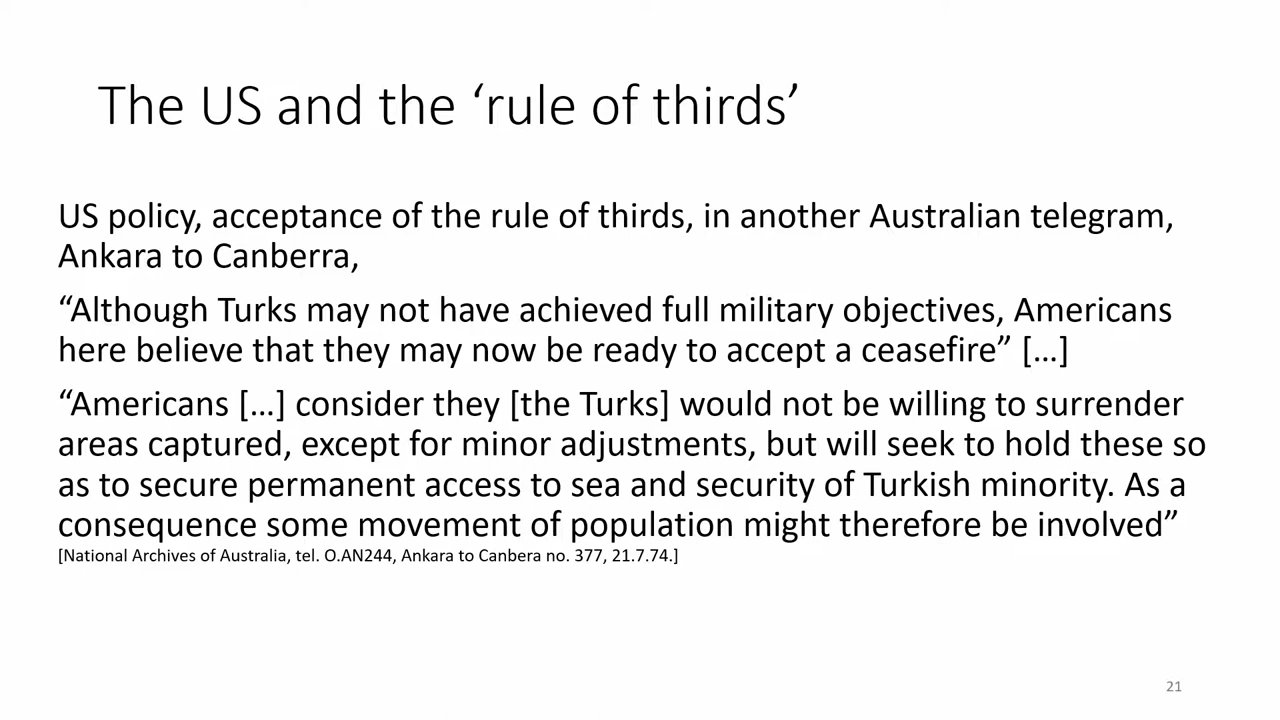 The US and the ‘rule of thirds’
US policy, acceptance of the rule of thirds, in another Australian telegram,
Ankara to Canberra,
“Although Turks may not have achieved full military objectives, Americans
here believe that they may now be ready to accept a ceasefire” […]
“Americans […] consider they [the Turks] would not be willing to surrender
areas captured, except for minor adjustments, but will seek to hold these so
as to secure permanent access to sea and security of Turkish minority. As a
consequence some movement of population might therefore be involved”
[National Archives of Australia, tel. O.AN244, Ankara to Canbera no. 377, 21.7.74.]
21